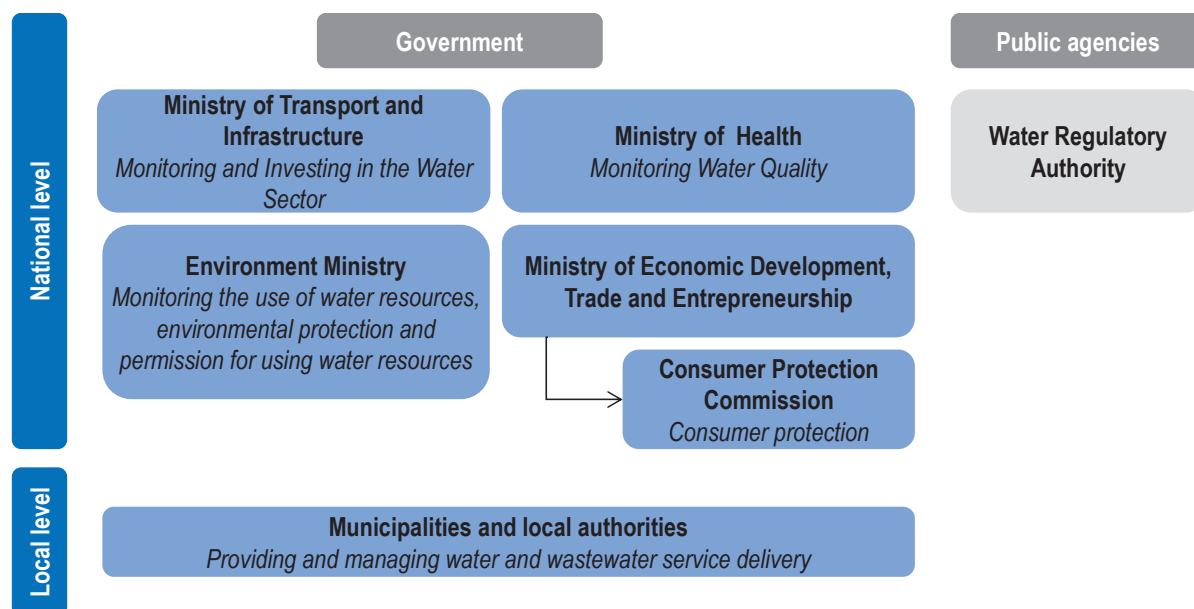 Government
Public agencies
National level
Ministry of Transport and
Infrastructure
Monitoring and Investing in the Water
Sector
Ministry of Health
Monitoring Water Quality
Water Regulatory
Authority
Environment Ministry
Monitoring the use of water resources,
environmental protection and
permission for using water resources
Ministry of Economic Development,
Trade and Entrepreneurship
Consumer Protection
Commission
Consumer protection
Local level
Municipalities and local authorities
Providing and managing water and wastewater service delivery